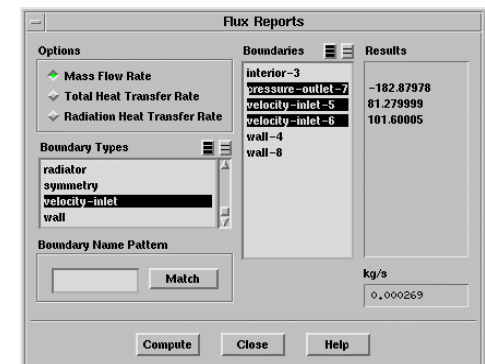 Flux Reports
Options
Mass Flow Rate
Total Heat Transfer Rate
Radiation Heat Transfer Rate
Boundary Types
radiator
symmetry
velocity-inlet
wall
Boundary Name Pattern
Match
Boundaries
interior-3
pressure-outlet-7
velocity-inlet-5
velocity-inlet-6
wall-4
wall-8
Results
-182.87978
81.279999
101.60005
kg/s
0.000269
Compute
Close
Help